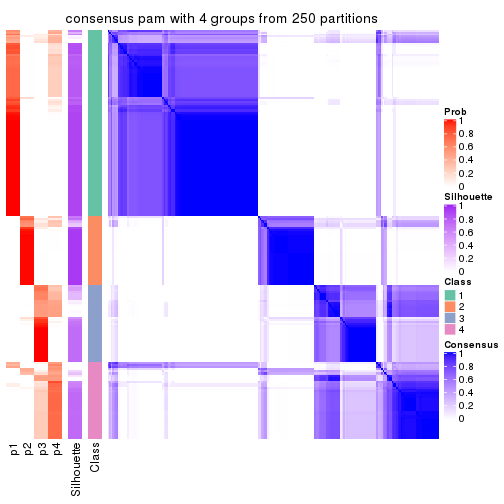 consensus pam with 4 groups from 250 partitions
Prob
1
0.8
0.6
0.4
0.2
0
Silhouette
1
0.8
0.6
0.4
0.2
0
Class
1
2
3
4
Consensus
1
0.8
0.6
0.4
0.2
0
p1
p2
p3
p4
Silhouette
Class